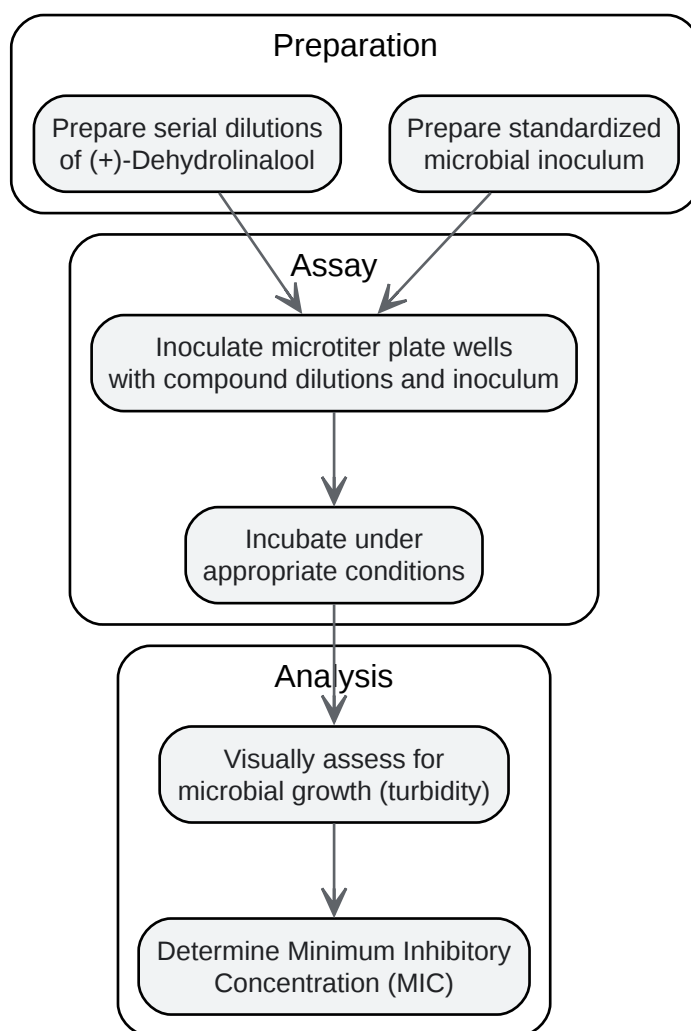 Preparation
Prepare serial dilutions
of (+)-Dehydrolinalool
Prepare standardized
microbial inoculum
Assay
Inoculate microtiter plate wells
with compound dilutions and inoculum
Incubate under
appropriate conditions
Analysis
Visually assess for
microbial growth (turbidity)
Determine Minimum Inhibitory
Concentration (MIC)